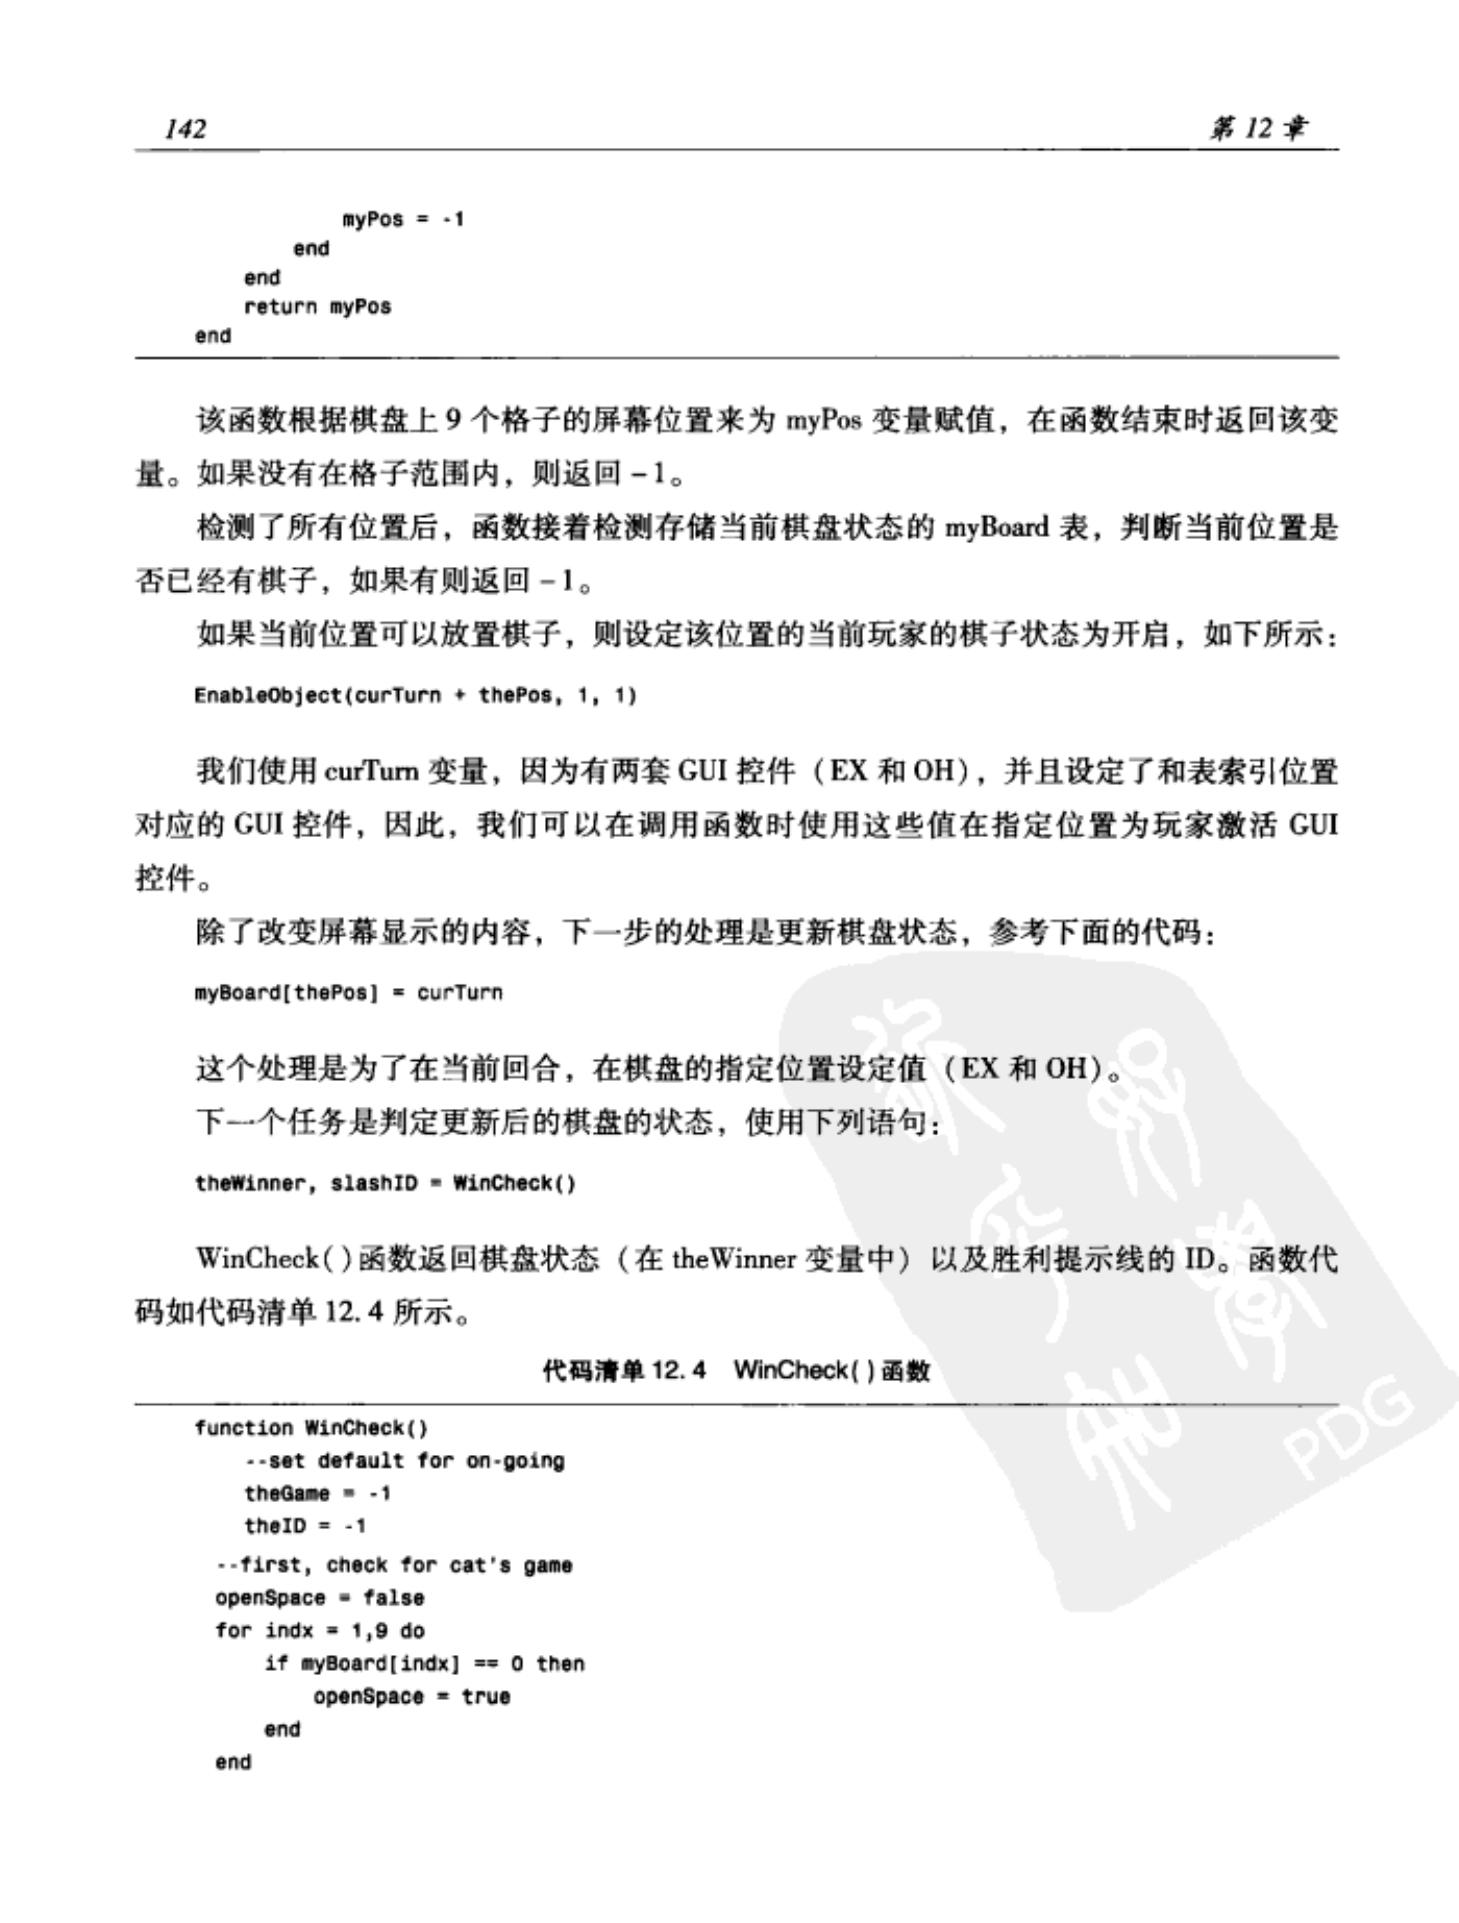 142
第 12 章
myPos = -1
end
end
return myPos
end
该函数根据棋盘上 9 个格子的屏幕位置来为 myPos 变量赋值，在函数结束时返回该变
量。如果没有在格子范围内，则返回 –1。
检测了所有位置后，函数接着检测存储当前棋盘状态的 myBoard 表，判断当前位置是
否已经有棋子，如果有则返回 –1。
如果当前位置可以放置棋子，则设定该位置的当前玩家的棋子状态为开启，如下所示：
EnableObject(curTurn + thePos, 1, 1)
我们使用 curTurn 变量，因为有两套 GUI 控件（EX 和 OH），并且设定了和表索引位置
对应的 GUI 控件，因此，我们可以在调用函数时使用这些值在指定位置为玩家激活 GUI
控件。
除了改变屏幕显示的内容，下一步的处理是更新棋盘状态，参考下面的代码：
myBoard[thePos] = curTurn
这个处理是为了在当前回合，在棋盘的指定位置设定值（EX 和 OH）。
下一个任务是判定更新后的棋盘的状态，使用下列语句：
theWinner, slashID = WinCheck()
WinCheck( )函数返回棋盘状态（在 theWinner 变量中）以及胜利提示线的 ID。函数代
码如代码清单 12.4 所示。
代码清单 12.4 WinCheck( )函数
function WinCheck()
--set default for on-going
theGame = -1
theID = -1
--first, check for cat's game
openSpace = false
for indx = 1,9 do
if myBoard[indx] == 0 then
openSpace = true
end
end
PDG